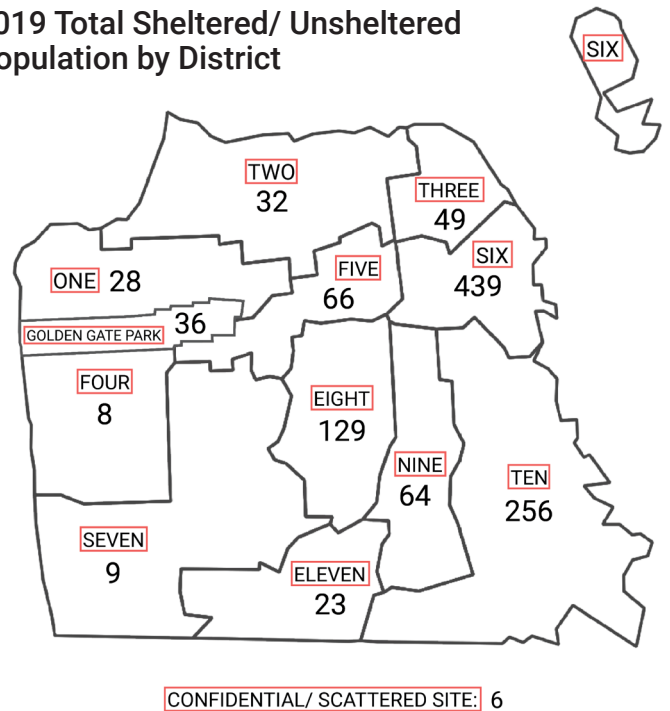 019 Total Sheltered/ Unsheltered
opulation by District
SIX
TWO
32
THREE
49
SIX
439
FIVE
66
ONE 28
36
GOLDEN GATE PARK
FOUR
8
EIGHT
129
NINE
64
TEN
256
SEVEN
9
ELEVEN
23
CONFIDENTIAL/ SCATTERED SITE: 6